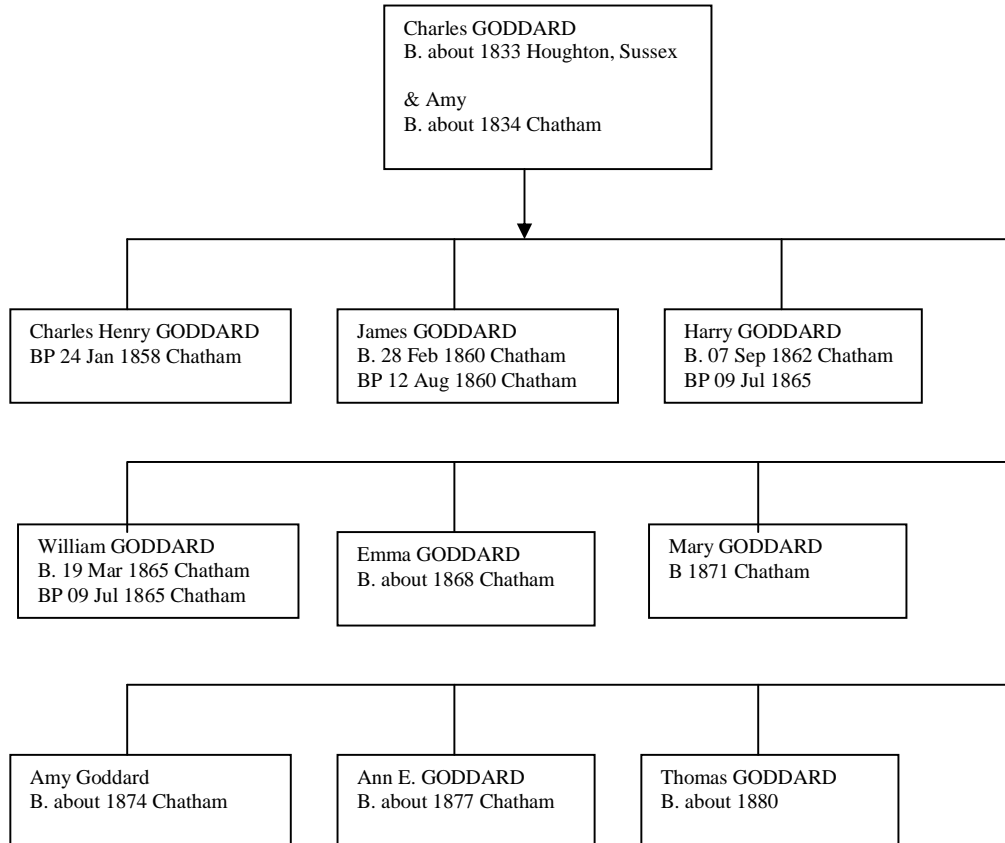 Charles GODDARD
B. about 1833 Houghton, Sussex
& Amy
B. about 1834 Chatham
Charles Henry GODDARD
BP 24 Jan 1858 Chatham
James GODDARD
B. 28 Feb 1860 Chatham
BP 12 Aug 1860 Chatham
Harry GODDARD
B. 07 Sep 1862 Chatham
BP 09 Jul 1865
William GODDARD
B. 19 Mar 1865 Chatham
BP 09 Jul 1865 Chatham
Emma GODDARD
B. about 1868 Chatham
Mary GODDARD
B 1871 Chatham
Amy Goddard
B. about 1874 Chatham
Ann E. GODDARD
B. about 1877 Chatham
Thomas GODDARD
B. about 1880